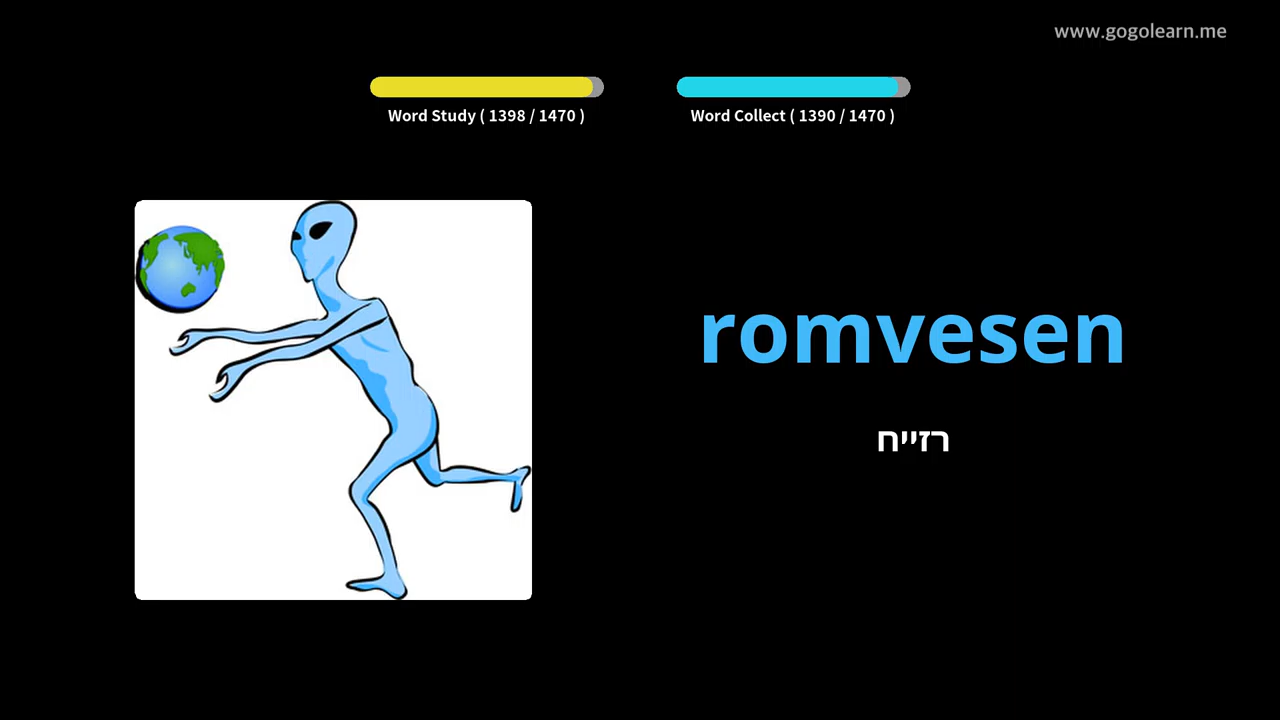 www.gogolearn.me
Word Study ( 1398 / 1470 )
Word Collect ( 1390 / 1470 )
romvesen
רזייח